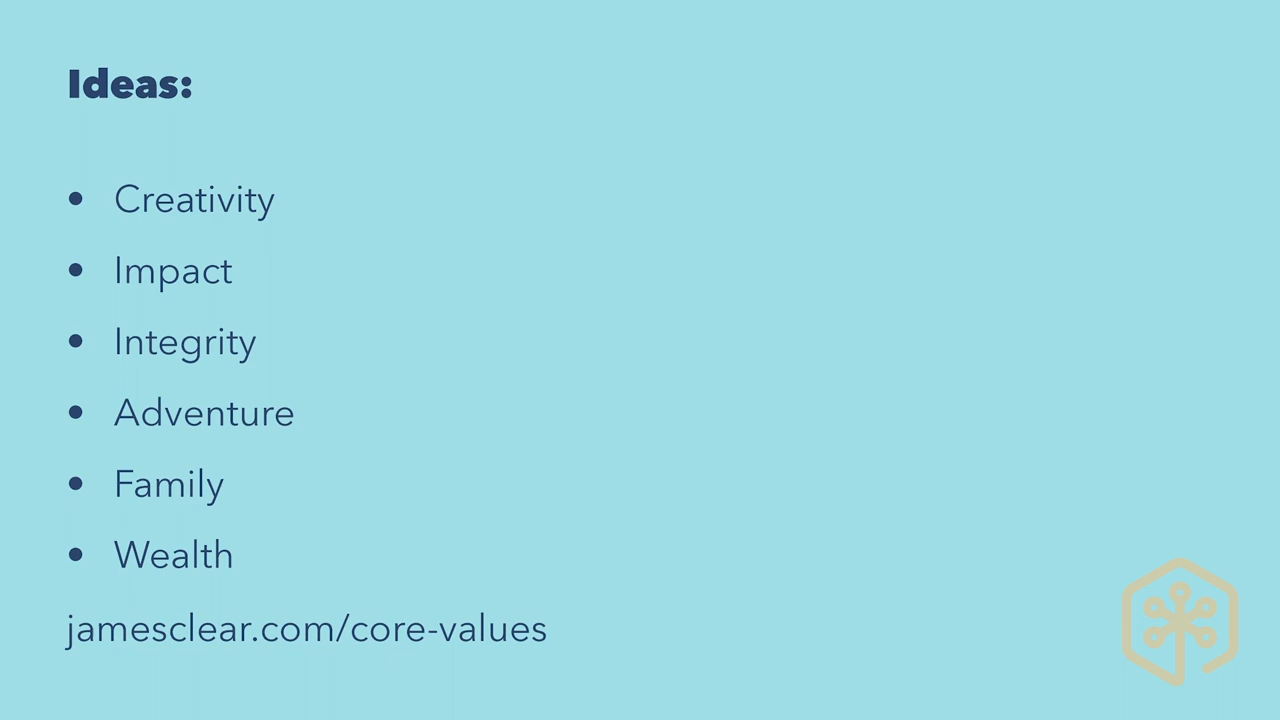 Ideas:
• Creativity
• Impact
• Integrity
• Adventure
• Family
• Wealth
jamesclear.com/core-values